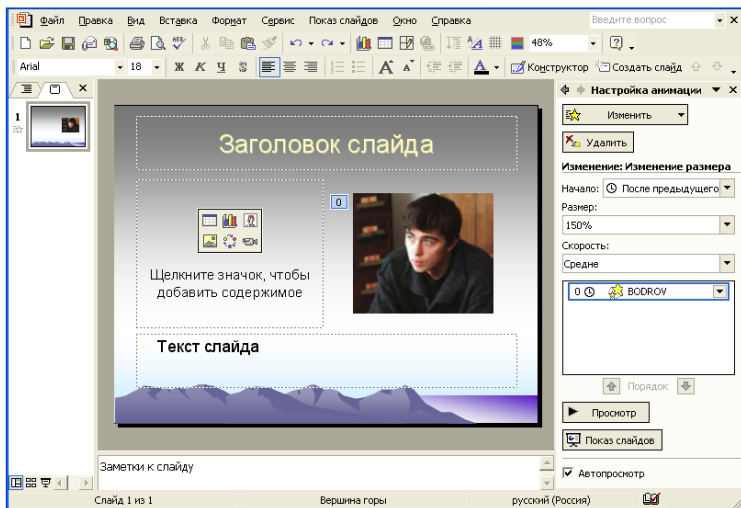 Файл Правка Вид Вставка Формат Сервис Показ слайдов Окно Справка Введите вопрос
48%
Arial 18 Ж К Ч S Конструктор Создать слайд
Настройка анимации
1
Изменить
Удалить
Изменение: Изменение размера
Начало: После предыдущего
Размер:
150%
Скорость:
Средне
0 BODROV
Порядок
Просмотр
Показ слайдов
Автопросмотр
Заголовок слайда
0
Щелкните значок, чтобы
добавить содержимое
Текст слайда
Заметки к слайду
Слайд 1 из 1 Вершина горы русский (Россия)